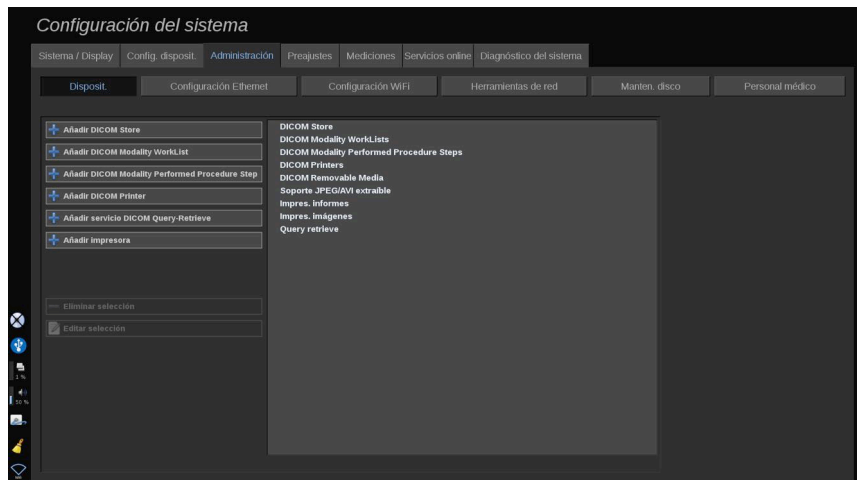 Configuración del sistema
Sistema / Display Config. disposit. Administración Preajustes Mediciones Servicios online Diagnóstico del sistema
Disposit. Configuración Ethernet Configuración WiFi Herramientas de red Manten. disco Personal médico
Añadir DICOM Store
Añadir DICOM Modality WorkList
Añadir DICOM Modality Performed Procedure Step
Añadir DICOM Printer
Añadir servicio DICOM Query-Retrieve
Añadir impresora
Eliminar selección
Editar selección
DICOM Store
DICOM Modality WorkLists
DICOM Modality Performed Procedure Steps
DICOM Printers
DICOM Removable Media
Soporte JPEG/AVI extraíble
Impres. informes
Impres. imágenes
Query retrieve
1 %
50 %